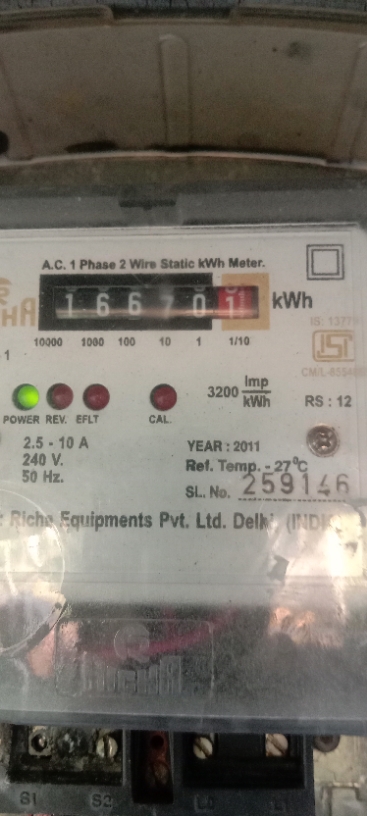 A.C. 1 Phase 2 Wire Static kWh Meter.
1 6 6 7 0 1 kWh
10000 1000 100 10 1 1/10
3200 Imp/kWh
POWER REV. EFLT CAL.
RS : 12
2.5 - 10 A
240 V.
50 Hz.
YEAR : 2011
Ref. Temp. - 27°C
SL. No. 259146
Equipments Pvt. Ltd. Delhi
S1 S2